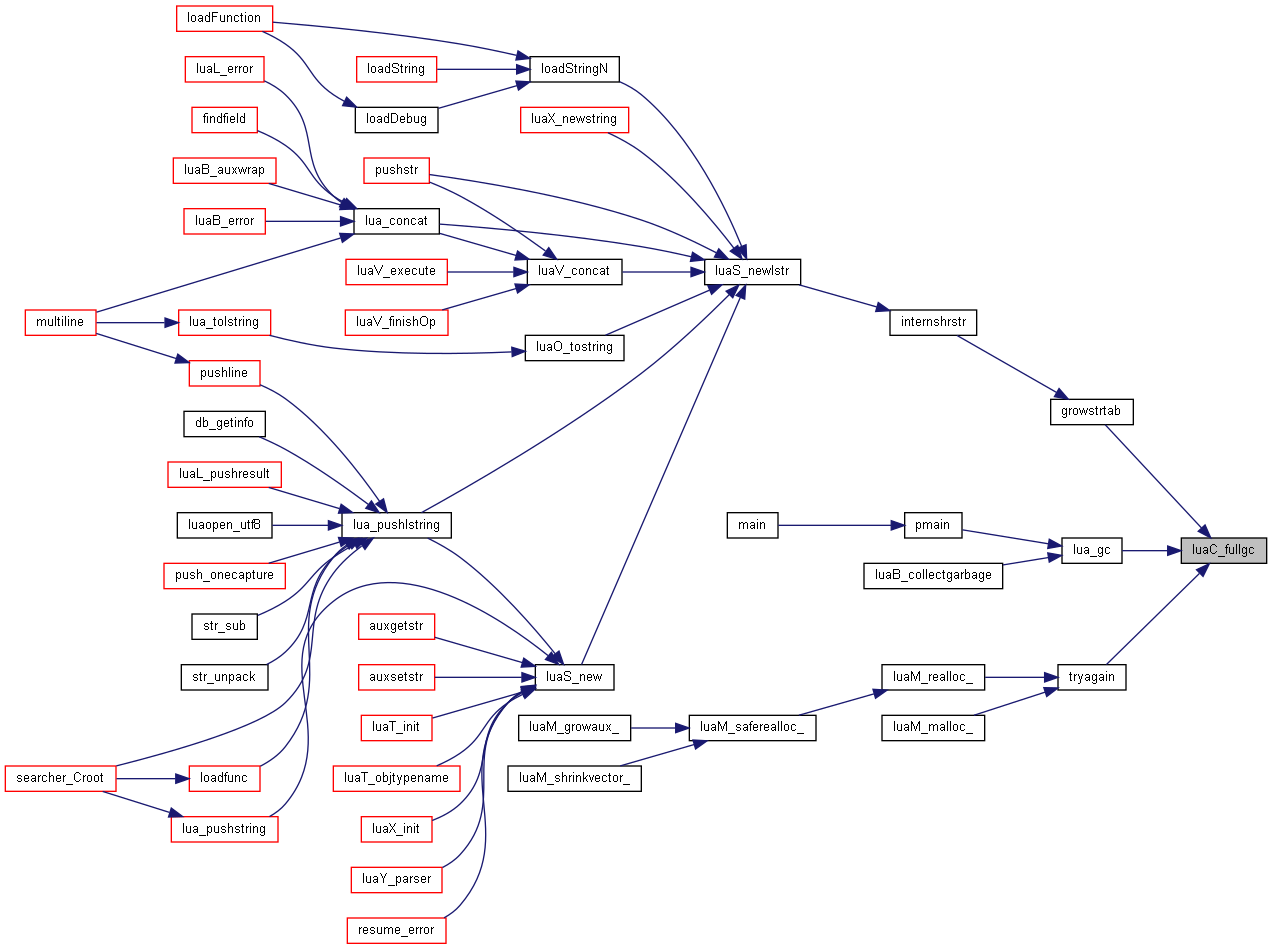 loadFunction
luaL_error
loadString
loadStringN
findfield
loadDebug
luaX_newstring
luaB_auxwrap
pushstr
luaB_error
lua_concat
luaV_execute
luaV_concat
luaS_newlstr
multiline
lua_tolstring
luaV_finishOp
luaO_tostring
internshrstr
pushline
db_getinfo
growstrtab
luaL_pushresult
luaopen_utf8
lua_pushlstring
main
pmain
lua_gc
luaC_fullgc
push_onecapture
luaB_collectgarbage
str_sub
auxgetstr
str_unpack
auxsetstr
luaS_new
luaM_realloc_
tryagain
luaT_init
luaM_growaux_
luaM_saferealloc_
luaM_malloc_
searcher_Croot
loadfunc
luaT_objtypename
luaM_shrinkvector_
lua_pushstring
luaX_init
luaY_parser
resume_error